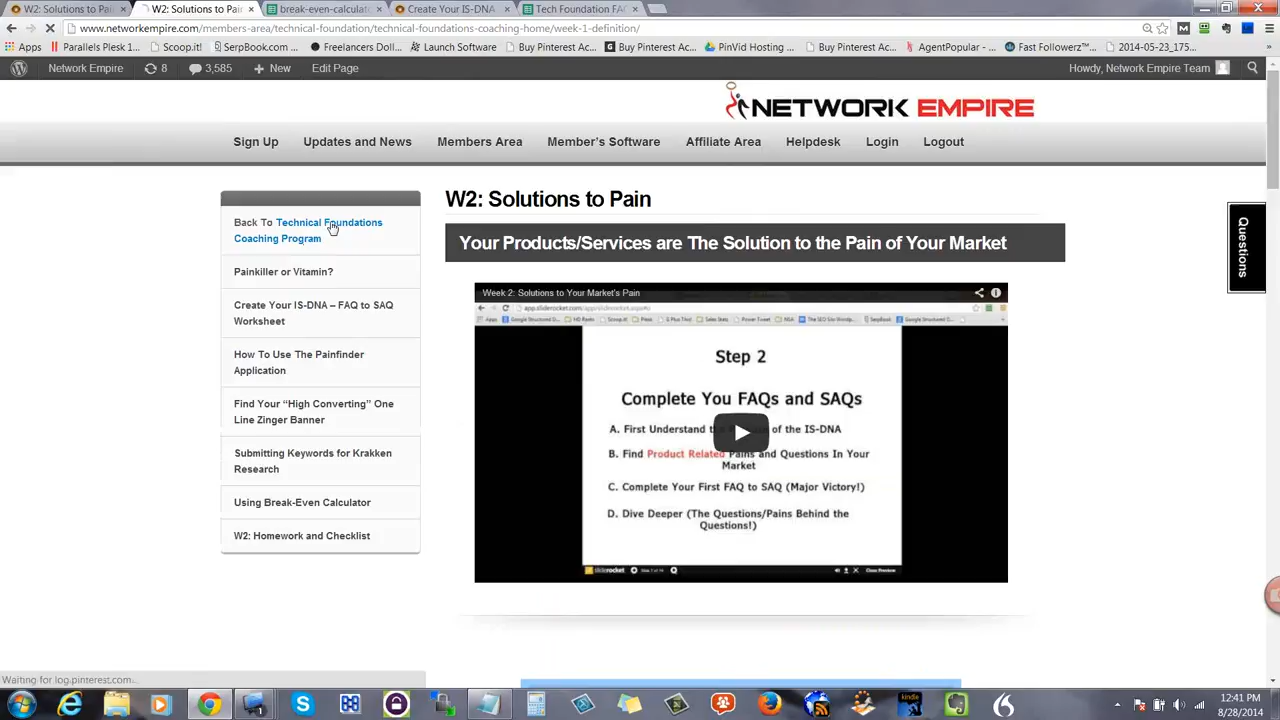 W2: Solutions to Pain
W2: Solutions to Pain
break-even-calculat
Create Your IS-DNA
Tech Foundation FA
www.networkempire.com/members-area/technical-foundation/technical-foundations-coaching-home/week-1-definition/
Apps
Parallels Plesk 1
Scoop.it!
SerpBook.com
Freelancers Doll
Launch Software
Buy Pinterest Ac
Buy Pinterest Ac
PinVid Hosting
Buy Pinterest Ac
AgentPopular -
Fast Followerz™
2014-05-23_175
Network Empire
8
3,585
New
Edit Page
Howdy, Network Empire Team
NETWORK EMPIRE
Sign Up
Updates and News
Members Area
Member's Software
Affiliate Area
Helpdesk
Login
Logout
Back To Technical Foundations
Coaching Program
Painkiller or Vitamin?
Create Your IS-DNA – FAQ to SAQ
Worksheet
How To Use The Painfinder
Application
Find Your “High Converting” One
Line Zinger Banner
Submitting Keywords for Krakken
Research
Using Break-Even Calculator
W2: Homework and Checklist
W2: Solutions to Pain
Your Products/Services are The Solution to the Pain of Your Market
Week 2: Solutions to Your Market's Pain
Step 2
Complete You FAQs and SAQs
A. First Understand of the IS-DNA
B. Find Product Related Pains and Questions In Your
Market
C. Complete Your First FAQ to SAQ (Major Victory!)
D. Dive Deeper (The Questions/Pains Behind the
Questions!)
sliderocket
Close Preview
Questions
Waiting for log.pinterest.com...
kindle
12:41 PM
8/28/2014